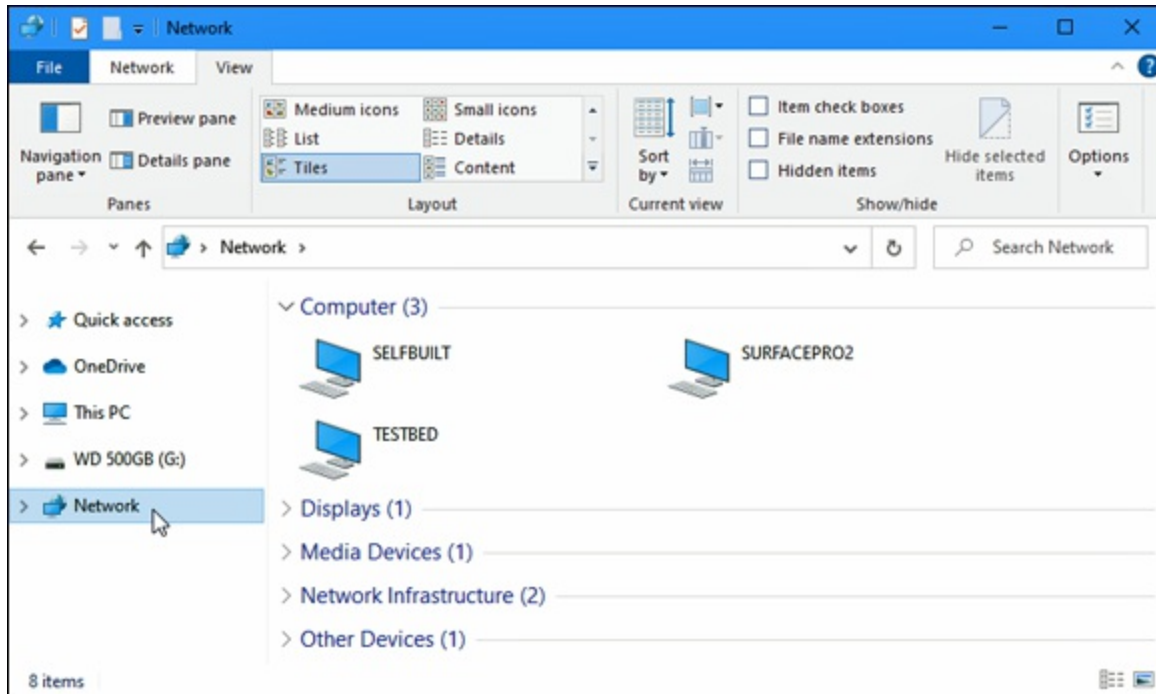 Network
File Network View
?
Navigation pane
Preview pane
Details pane
Panes
Medium icons Small icons
List Details
Tiles Content
Layout
Sort by
Current view
Item check boxes
File name extensions
Hidden items
Hide selected items
Show/hide
Options
Network
Search Network
Quick access
OneDrive
This PC
WD 500GB (G:)
Network
Computer (3)
SELFBUILT SURFACEPRO2
TESTBED
Displays (1)
Media Devices (1)
Network Infrastructure (2)
Other Devices (1)
8 items